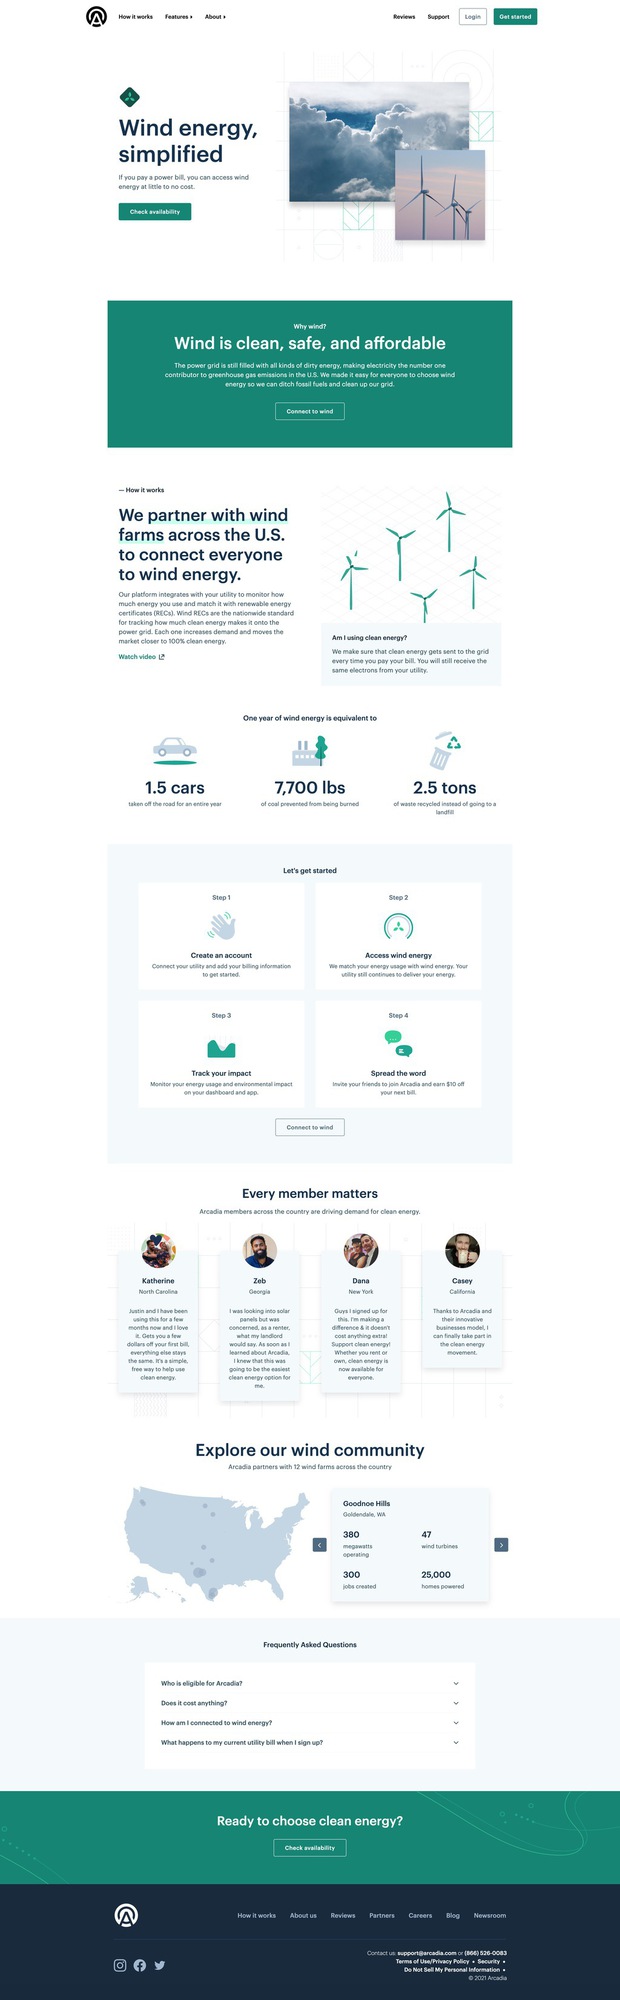 How it works
Features
About
Reviews
Support
Login
Get started
Wind energy,
simplified
If you pay a power bill, you can access wind
energy at little to no cost.
Check availability
Why wind?
Wind is clean, safe, and affordable
The power grid is still filled with all kinds of dirty energy, making electricity the number one
contributor to greenhouse gas emissions in the U.S. We made it easy for everyone to choose wind
energy so we can ditch fossil fuels and clean up our grid.
Connect to wind
— How it works
We partner with wind
farms across the U.S.
to connect everyone
to wind energy.
Our platform integrates with your utility to monitor how
much energy you use and match it with renewable energy
certificates (RECs). Wind RECs are the nationwide standard
for tracking how much clean energy makes it onto the
power grid. Each one increases demand and moves the
market closer to 100% clean energy.
Watch video
Am I using clean energy?
We make sure that clean energy gets sent to the grid
every time you pay your bill. You will still receive the
same electrons from your utility.
One year of wind energy is equivalent to
1.5 cars
taken off the road for an entire year
7,700 lbs
of coal prevented from being burned
2.5 tons
of waste recycled instead of going to a
landfill
Let's get started
Step 1
Create an account
Connect your utility and add your billing information
to get started.
Step 2
Access wind energy
We match your energy usage with wind energy. Your
utility still continues to deliver your energy.
Step 3
Track your impact
Monitor your energy usage and environmental impact
on your dashboard and app.
Step 4
Spread the word
Invite your friends to join Arcadia and earn $10 off
your next bill.
Connect to wind
Every member matters
Arcadia members across the country are driving demand for clean energy.
Katherine
North Carolina
Justin and I have been
using this for a few
months now and I love
it. Gets you a few
dollars off your first bill,
everything else stays
the same. It's a simple,
free way to help use
clean energy.
Zeb
Georgia
I was looking into solar
panels but was
concerned, as a renter,
what my landlord
would say. As soon as I
learned about Arcadia,
I knew that this was
going to be the easiest
clean energy option for
me.
Dana
New York
Guys I signed up for
this. I'm making a
difference & it doesn't
cost anything extra!
Support clean energy!
Whether you rent or
own, clean energy is
now available for
everyone.
Casey
California
Thanks to Arcadia and
their innovative
businesses model, I
can finally take part in
the clean energy
movement.
Explore our wind community
Arcadia partners with 12 wind farms across the country
Goodnoe Hills
Goldendale, WA
380
megawatts
operating
47
wind turbines
300
jobs created
25,000
homes powered
Frequently Asked Questions
Who is eligible for Arcadia?
Does it cost anything?
How am I connected to wind energy?
What happens to my current utility bill when I sign up?
Ready to choose clean energy?
Check availability
How it works
About us
Reviews
Partners
Careers
Blog
Newsroom
Contact us: support@arcadia.com or (866) 526-0083
Terms of Use/Privacy Policy • Security •
Do Not Sell My Personal Information •
© 2021 Arcadia